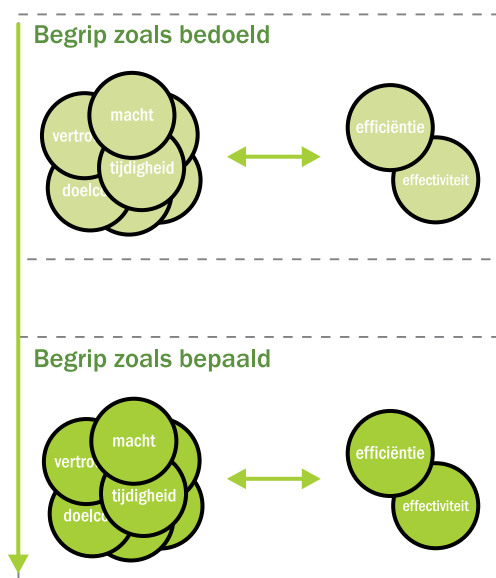 Begrip zoals bedoeld
macht
efficiëntie
tijdigheid
effectiviteit
Begrip zoals bepaald
macht
efficiëntie
tijdigheid
effectiviteit